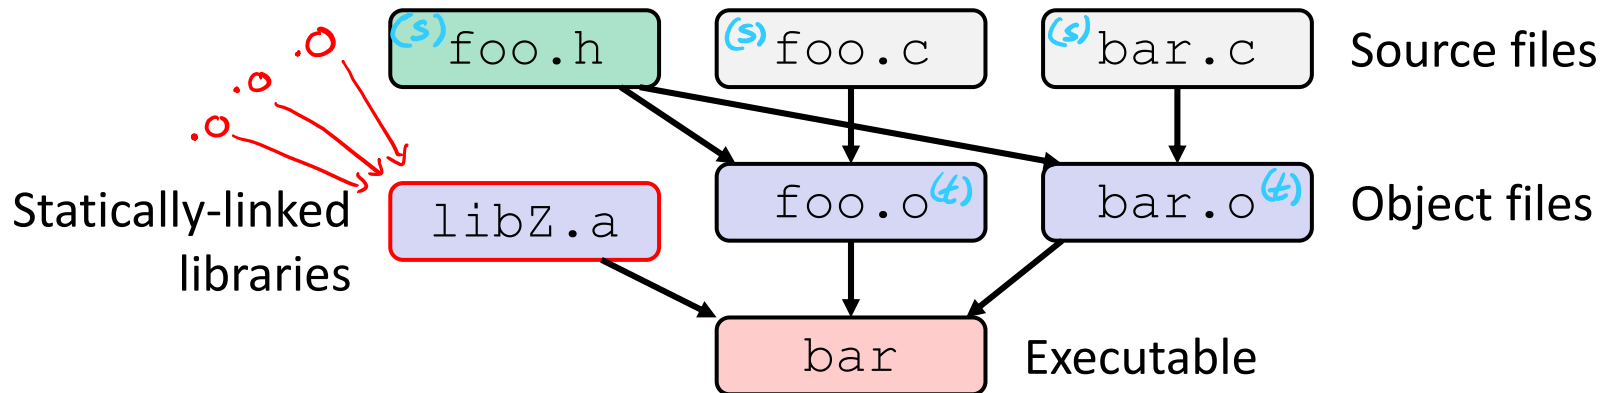 (s) foo.h (s) foo.c (s) bar.c Source files
.o
.o
.o
Statically-linked
libraries
libZ.a foo.o (t) bar.o (t) Object files
bar Executable